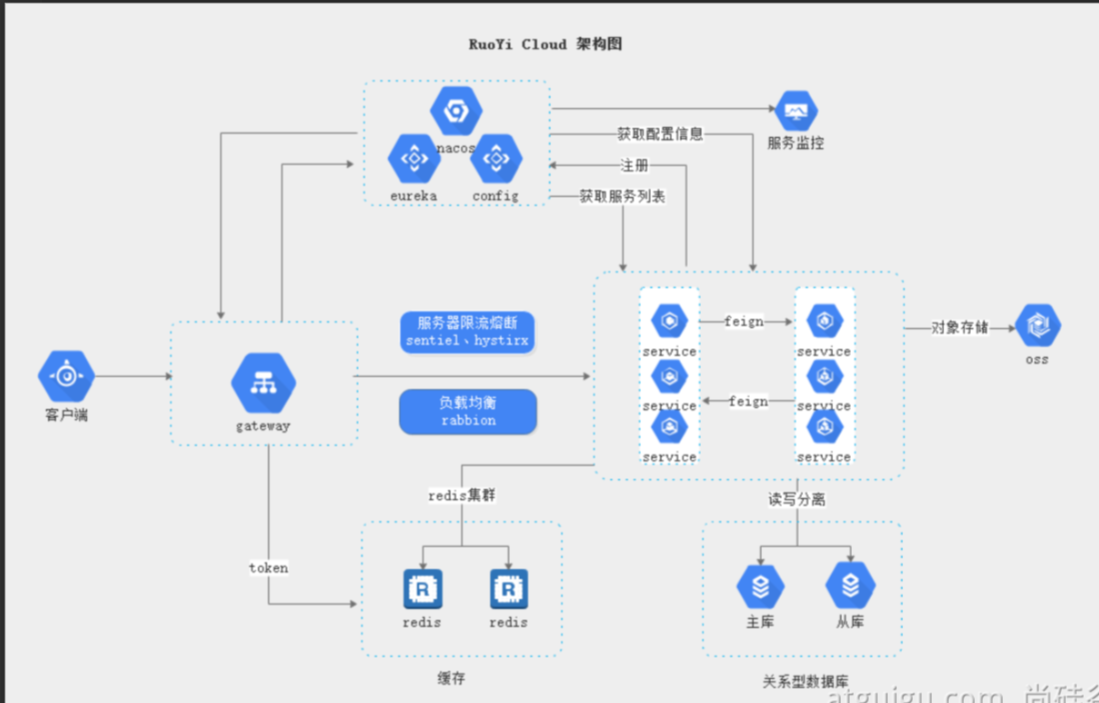 RuoYi Cloud 架构图
nacos
eureka
config
服务监控
获取配置信息
注册
获取服务列表
服务器限流熔断
sentiel、hystirx
负载均衡
rabbion
客户端
gateway
service
feign
service
service
service
service
feign
service
对象存储
oss
redis集群
读写分离
token
redis
redis
主库
从库
缓存
关系型数据库
atguigu.com 尚硅谷